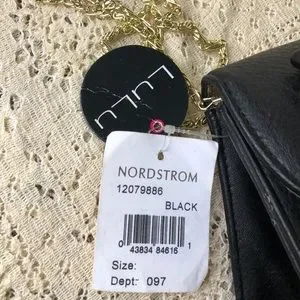 LULU
NORDSTROM
12079886
BLACK
0 43834 84616 1
Size:
Dept: 097